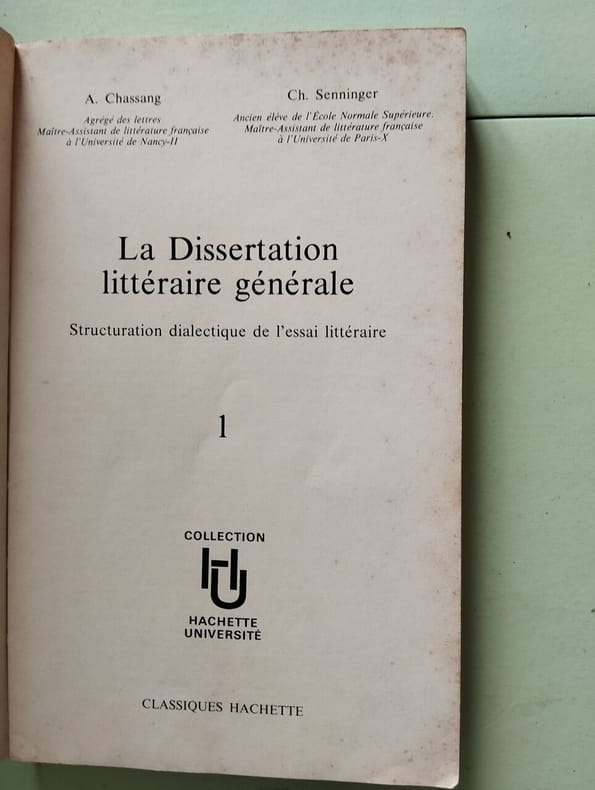 A. Chassang
Agrégé des lettres
Maître-Assistant de littérature française
à l'Université de Nancy-II
Ch. Senninger
Ancien élève de l'École Normale Supérieure.
Maître-Assistant de littérature française
à l'Université de Paris-X
La Dissertation
littéraire générale
Structuration dialectique de l'essai littéraire
1
COLLECTION
HU
HACHETTE
UNIVERSITÉ
CLASSIQUES HACHETTE